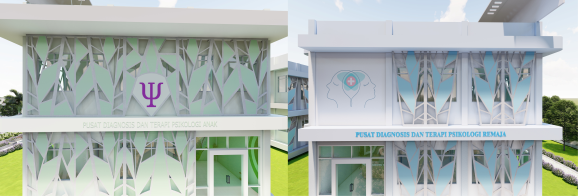 Ψ
PUSAT DIAGNOSIS DAN TERAPI PSIKOLOGI ANAK
PUSAT DIAGNOSIS DAN TERAPI PSIKOLOGI REMAJA